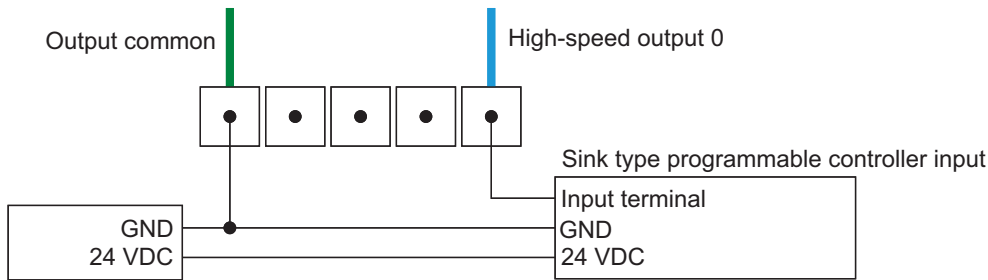 Output common
High-speed output 0
Sink type programmable controller input
Input terminal
GND
24 VDC
GND
24 VDC